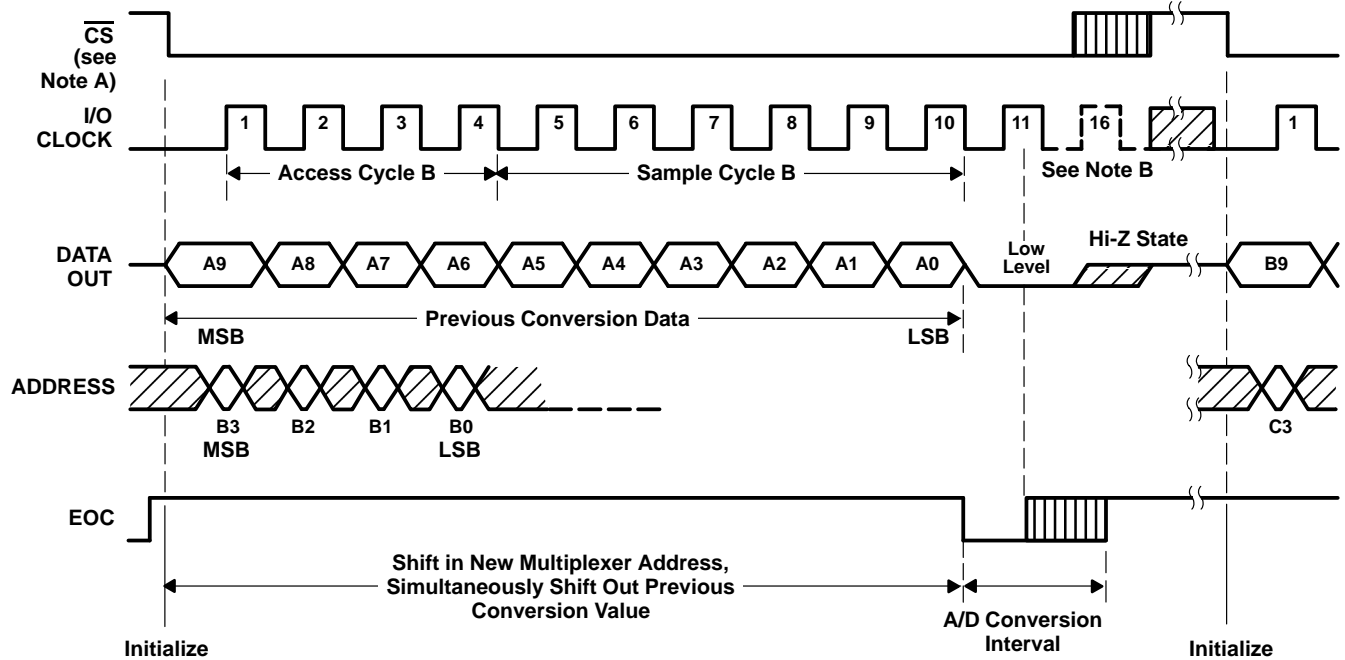 CS
(see
Note A)
I/O
CLOCK
1 2 3 4 5 6 7 8 9 10 11 16 1
Access Cycle B
Sample Cycle B
See Note B
DATA
OUT
A9 A8 A7 A6 A5 A4 A3 A2 A1 A0
Low
Level
Hi-Z State
B9
Previous Conversion Data
MSB
LSB
ADDRESS
B3 B2 B1 B0
MSB
LSB
C3
EOC
Shift in New Multiplexer Address,
Simultaneously Shift Out Previous
Conversion Value
A/D Conversion
Interval
Initialize
Initialize